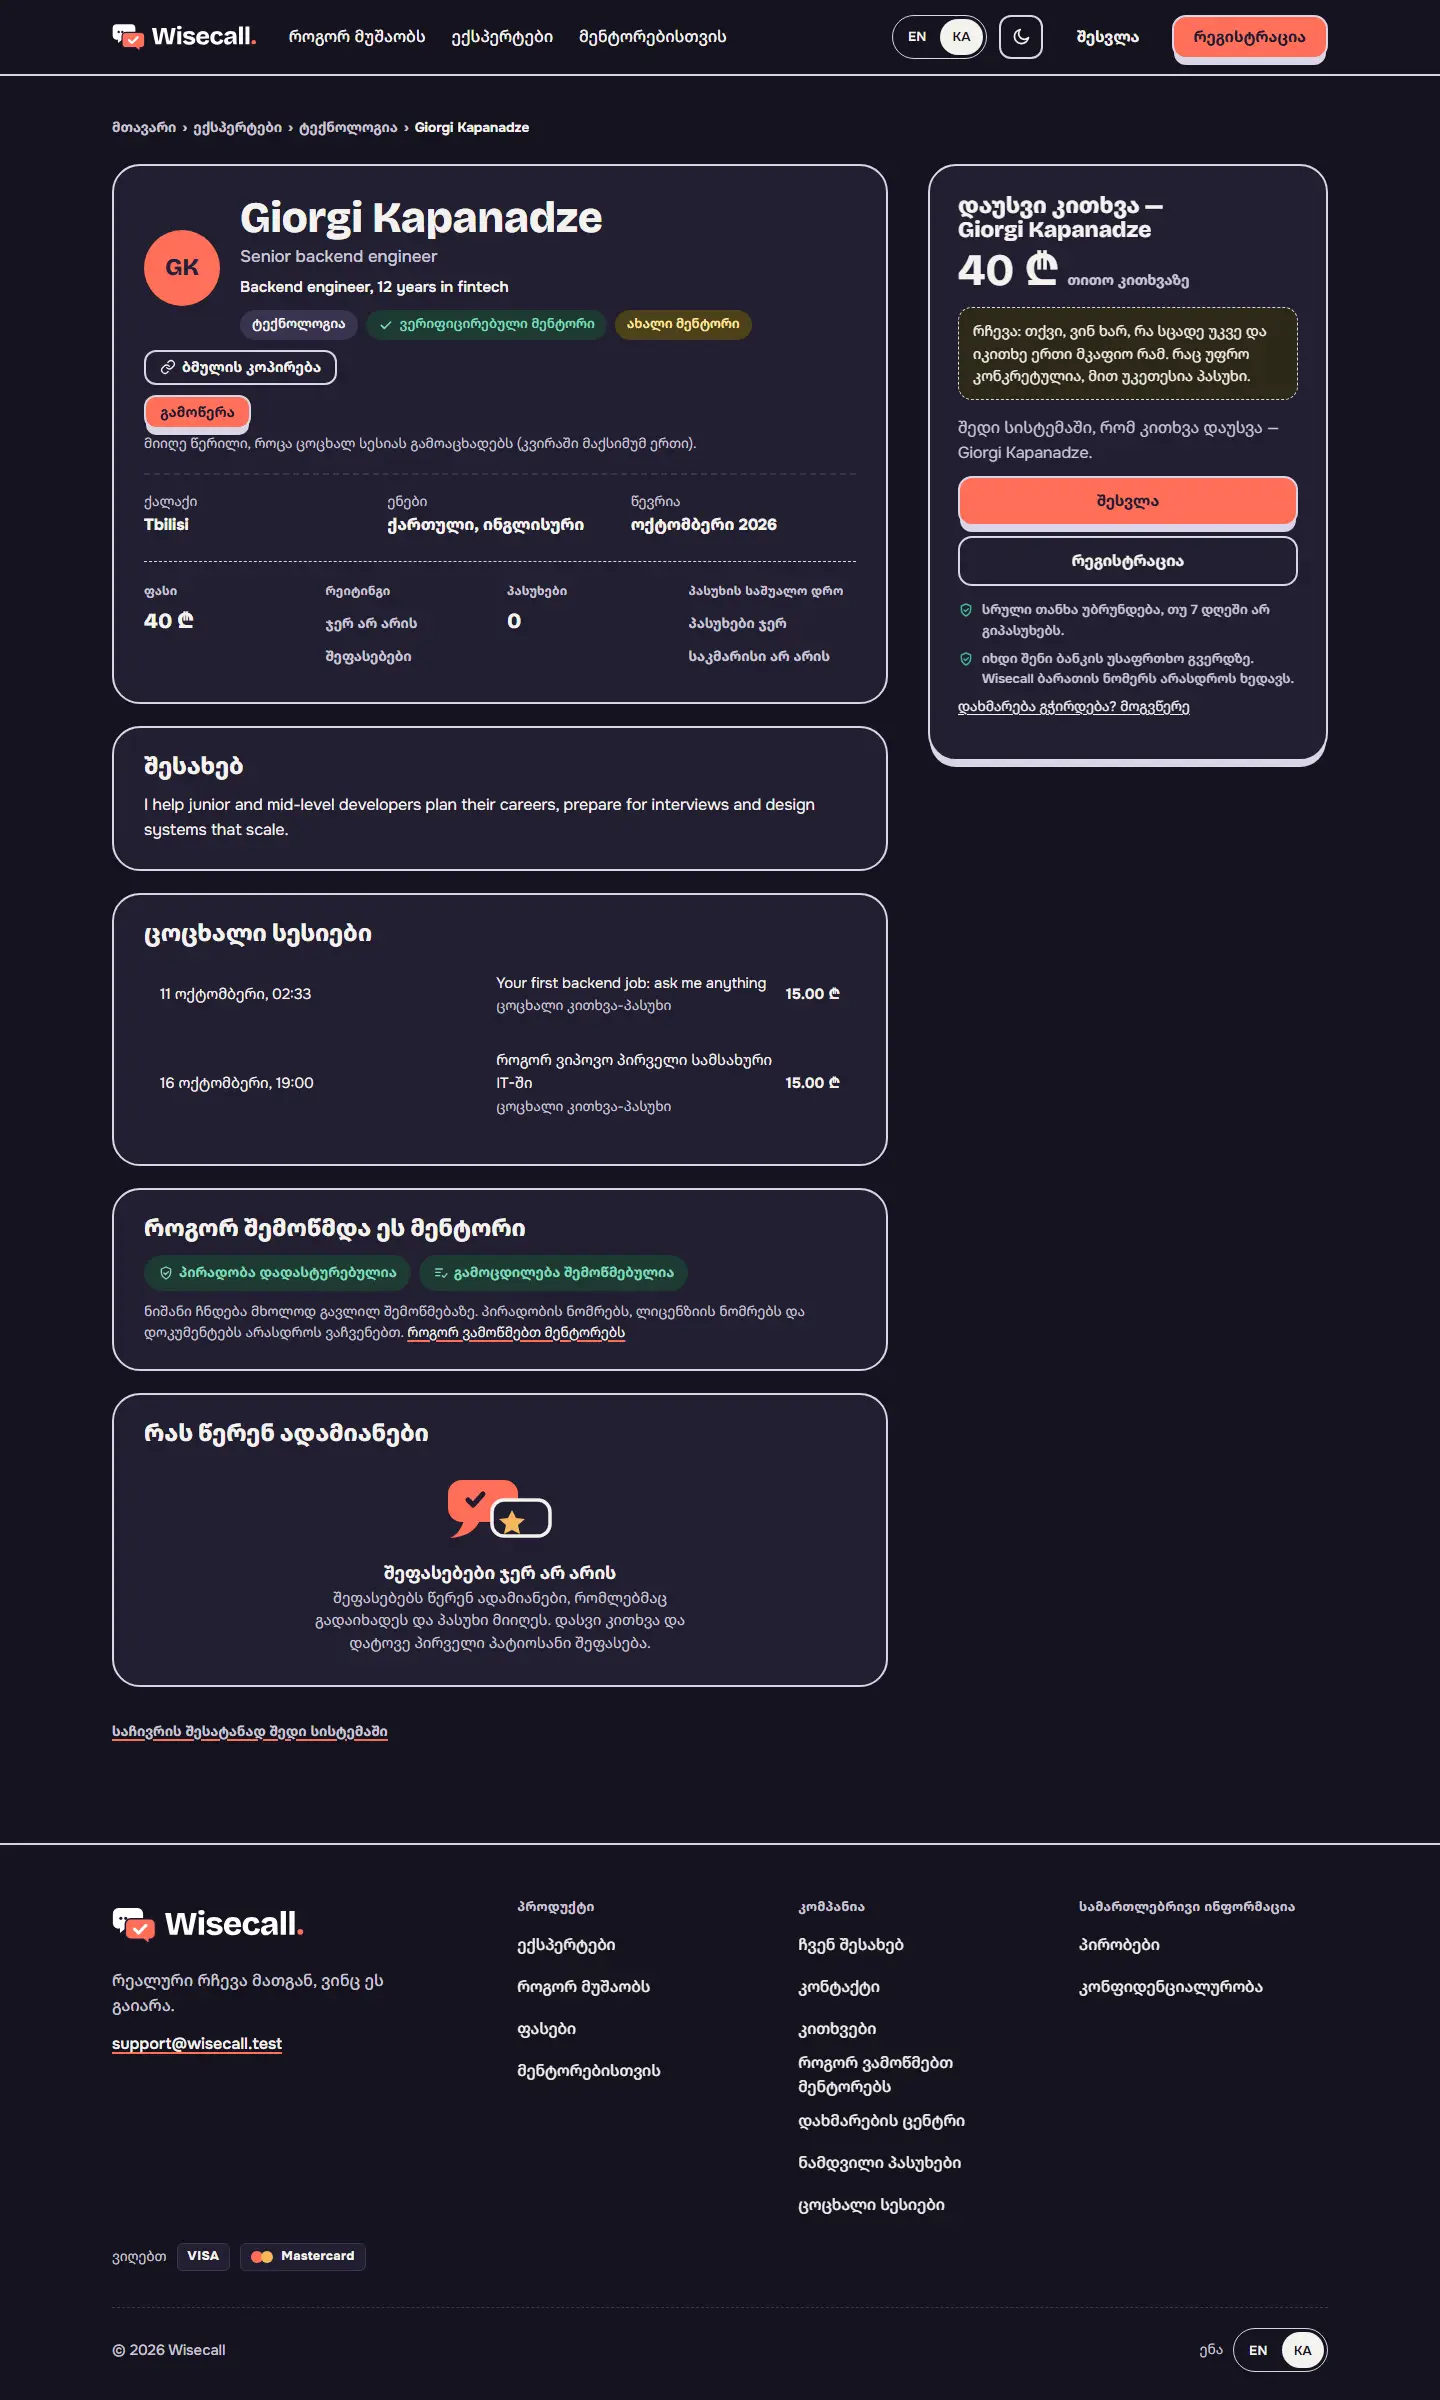 Wisecall.
როგორ მუშაობს
ექსპერტები
მენტორებისთვის
EN
KA
შესვლა
რეგისტრაცია
მთავარი › ექსპერტები › ტექნოლოგია › Giorgi Kapanadze
GK
Giorgi Kapanadze
Senior backend engineer
Backend engineer, 12 years in fintech
ტექნოლოგია
ვერიფიცირებული მენტორი
ახალი მენტორი
ბმულის კოპირება
გამოწერა
მიიღე წერილი, როცა ცოცხალ სესიას გამოაცხადებს (კვირაში მაქსიმუმ ერთი).
ქალაქი
Tbilisi
ენები
ქართული, ინგლისური
წევრია
ოქტომბერი 2026
ფასი
40 ₾
რეიტინგი
ჯერ არ არის
შეფასებები
პასუხები
0
პასუხის საშუალო დრო
პასუხები ჯერ
საკმარისი არ არის
დაუსვი კითხვა —
Giorgi Kapanadze
40 ₾ თითო კითხვაზე
რჩევა: თქვი, ვინ ხარ, რა სცადე უკვე და
იკითხე ერთი მკაფიო რამ. რაც უფრო
კონკრეტულია, მით უკეთესია პასუხი.
შედი სისტემაში, რომ კითხვა დაუსვა —
Giorgi Kapanadze.
შესვლა
რეგისტრაცია
სრული თანხა უბრუნდება, თუ 7 დღეში არ
გიპასუხებს.
იხდი შენი ბანკის უსაფრთხო გვერდზე.
Wisecall ბარათის ნომერს არასდროს ხედავს.
დახმარება გჭირდება? მოგვწერე
შესახებ
I help junior and mid-level developers plan their careers, prepare for interviews and design
systems that scale.
ცოცხალი სესიები
11 ოქტომბერი, 02:33
Your first backend job: ask me anything
ცოცხალი კითხვა-პასუხი
15.00 ₾
16 ოქტომბერი, 19:00
როგორ ვიპოვო პირველი სამსახური
IT-ში
ცოცხალი კითხვა-პასუხი
15.00 ₾
როგორ შემოწმდა ეს მენტორი
პირადობა დადასტურებულია
გამოცდილება შემოწმებულია
ნიშანი ჩნდება მხოლოდ გავლილ შემოწმებაზე. პირადობის ნომრებს, ლიცენზიის ნომრებს და
დოკუმენტებს არასდროს ვაჩვენებთ. როგორ ვამოწმებთ მენტორებს
რას წერენ ადამიანები
შეფასებები ჯერ არ არის
შეფასებებს წერენ ადამიანები, რომლებმაც
გადაიხადეს და პასუხი მიიღეს. დასვი კითხვა და
დატოვე პირველი პატიოსანი შეფასება.
საჩივრის შესატანად შედი სისტემაში
Wisecall.
რეალური რჩევა მათგან, ვინც ეს
გაიარა.
support@wisecall.test
პროდუქტი
ექსპერტები
როგორ მუშაობს
ფასები
მენტორებისთვის
კომპანია
ჩვენ შესახებ
კონტაქტი
კითხვები
როგორ ვამოწმებთ
მენტორებს
დახმარების ცენტრი
ნამდვილი პასუხები
ცოცხალი სესიები
სამართლებრივი ინფორმაცია
პირობები
კონფიდენციალურობა
ვიღებთ
VISA
Mastercard
© 2026 Wisecall
ენა
EN
KA